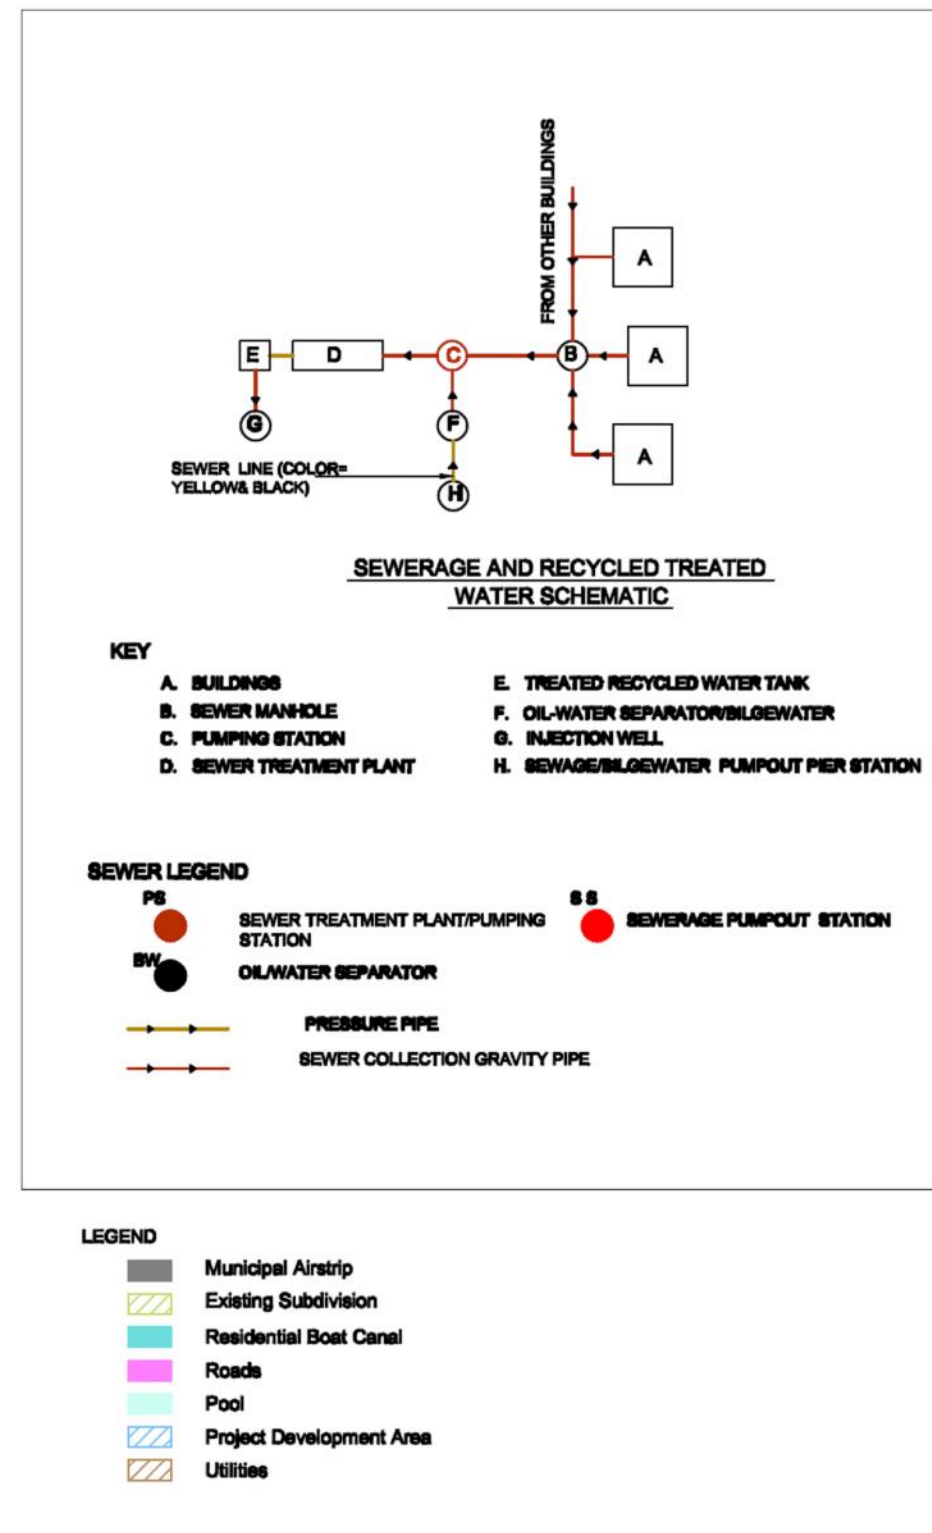 FROM OTHER BUILDINGS
A
E
D
C
B
A
G
F
A
SEWER LINE (COLOR=
YELLOW& BLACK)
H
SEWERAGE AND RECYCLED TREATED
WATER SCHEMATIC
KEY
A. BUILDINGS
B. SEWER MANHOLE
C. PUMPING STATION
D. SEWER TREATMENT PLANT
E. TREATED RECYCLED WATER TANK
F. OIL-WATER SEPARATOR/BILGEWATER
G. INJECTION WELL
H. SEWAGE/BILGEWATER PUMPOUT PIER STATION
SEWER LEGEND
PS
SEWER TREATMENT PLANT/PUMPING
STATION
S S
SEWERAGE PUMPOUT STATION
BW
OIL/WATER SEPARATOR
PRESSURE PIPE
SEWER COLLECTION GRAVITY PIPE
LEGEND
Municipal Airstrip
Existing Subdivision
Residential Boat Canal
Roads
Pool
Project Development Area
Utilities